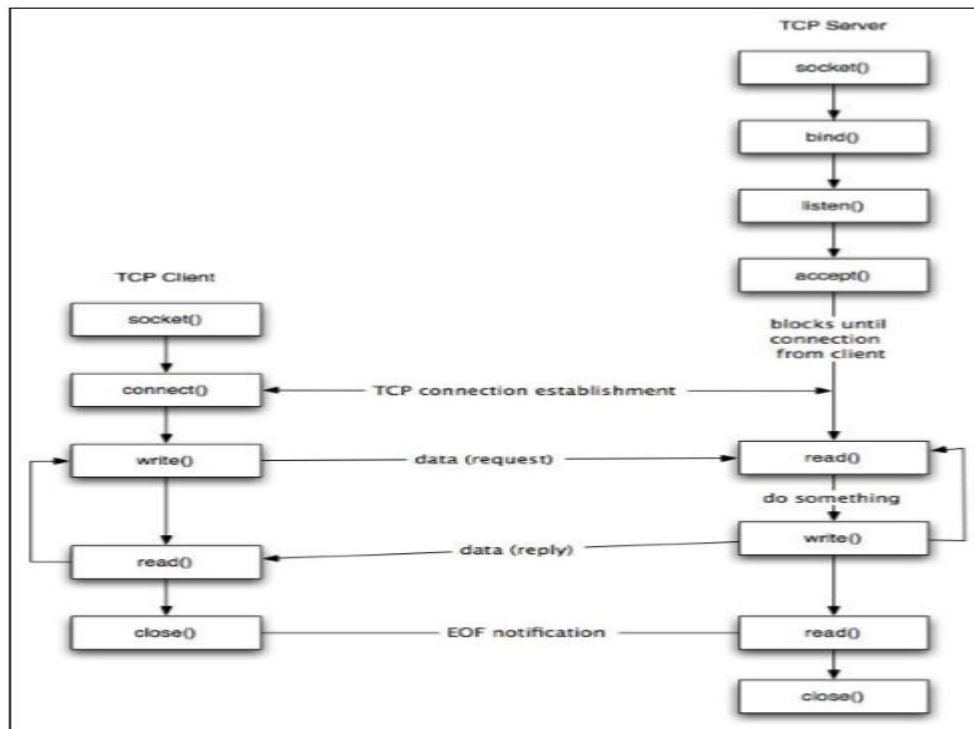 TCP Server
socket()
bind()
listen()
accept()
blocks until
connection
from client
TCP Client
socket()
connect()
TCP connection establishment
write()
data (request)
read()
do something
write()
data (reply)
read()
close()
EOF notification
read()
close()